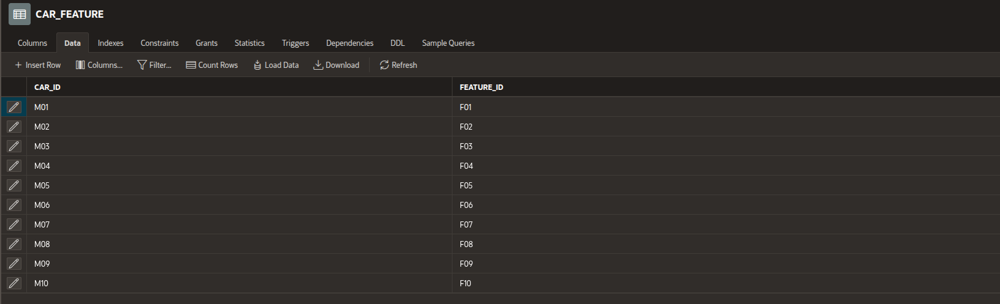 CAR_FEATURE
Columns Data Indexes Constraints Grants Statistics Triggers Dependencies DDL Sample Queries
+ Insert Row Columns... Filter... Count Rows Load Data Download Refresh
CAR_ID FEATURE_ID
M01 F01
M02 F02
M03 F03
M04 F04
M05 F05
M06 F06
M07 F07
M08 F08
M09 F09
M10 F10